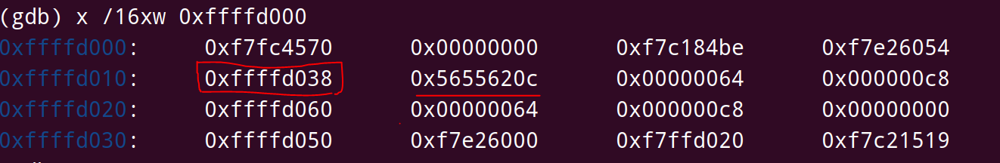 (gdb) x /16xw 0xffffd000
0xffffd000: 0xf7fc4570 0x00000000 0xf7c184be 0xf7e26054
0xffffd010: 0xffffd038 0x5655620c 0x00000064 0x000000c8
0xffffd020: 0xffffd060 0x00000064 0x000000c8 0x00000000
0xffffd030: 0xffffd050 0xf7e26000 0xf7ffd020 0xf7c21519